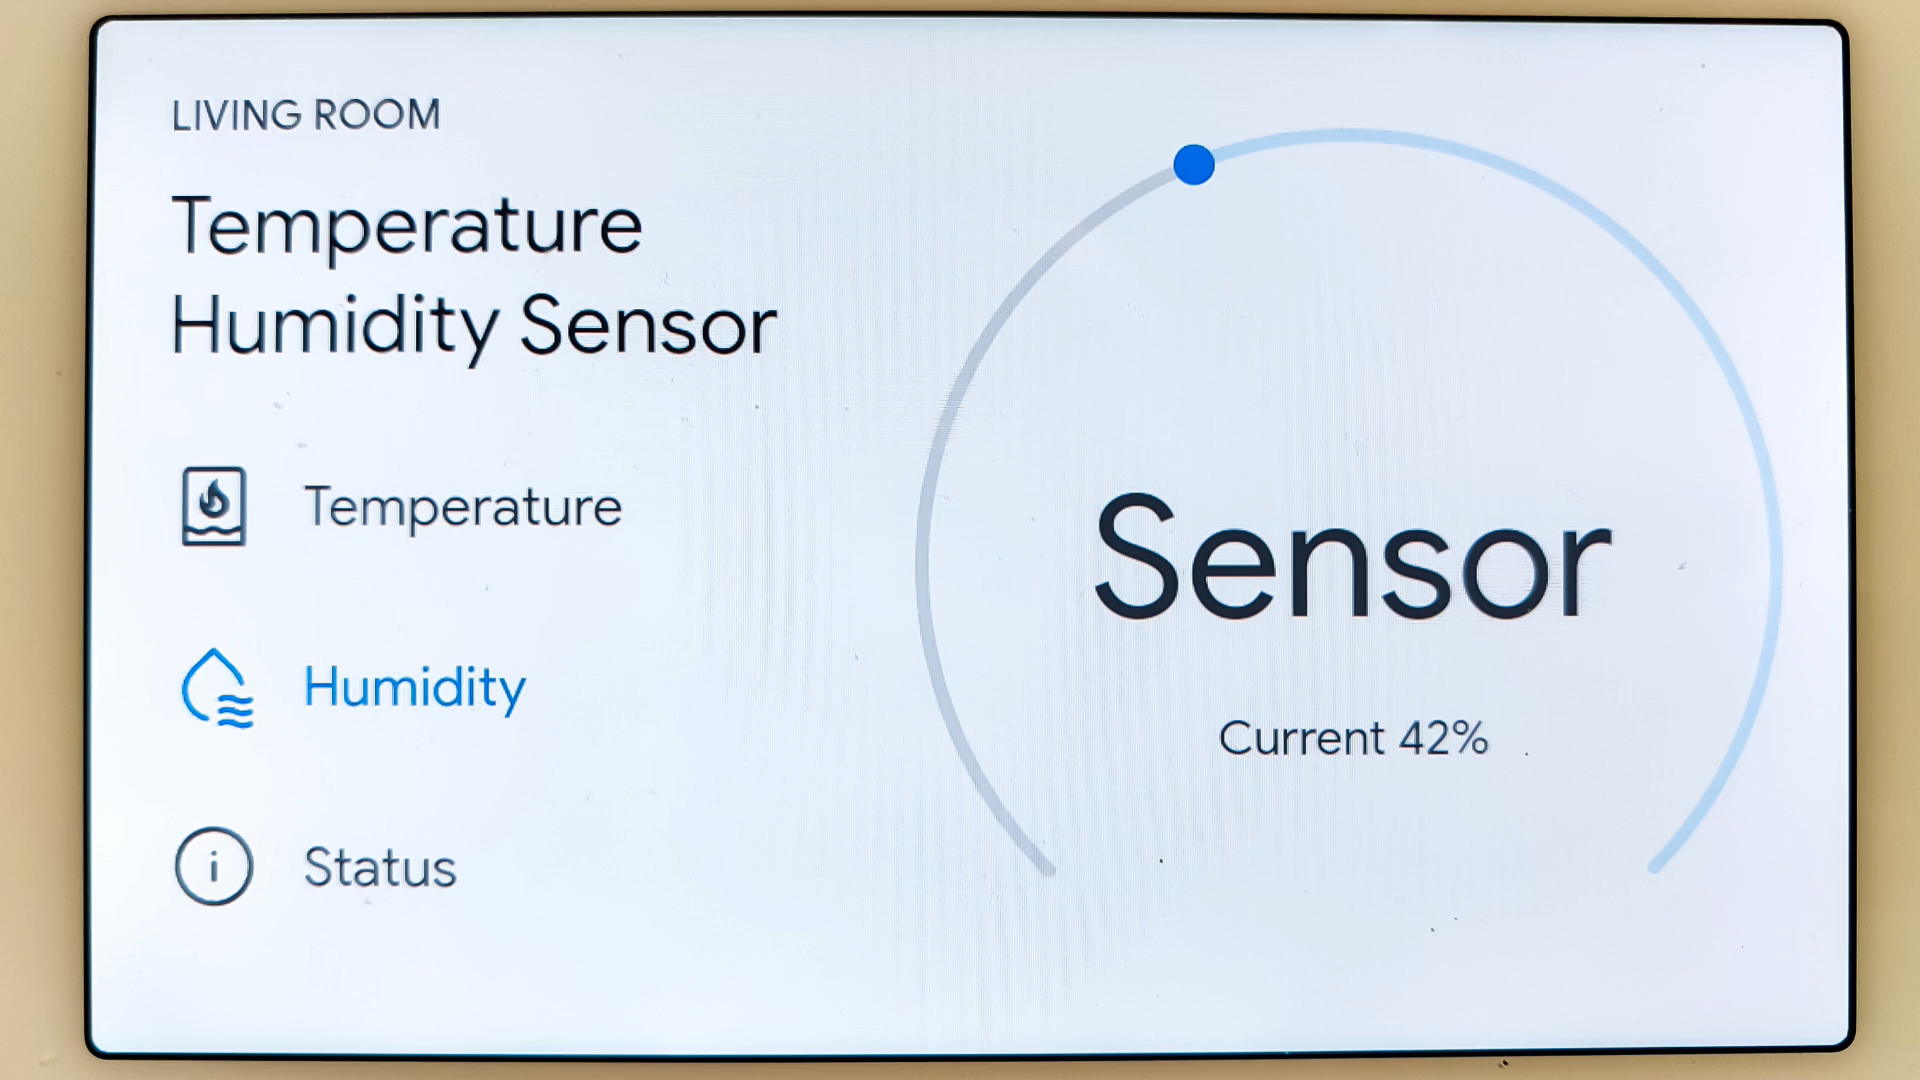 LIVING ROOM
Temperature
Humidity Sensor
Temperature
Humidity
Status
Sensor
Current 42%